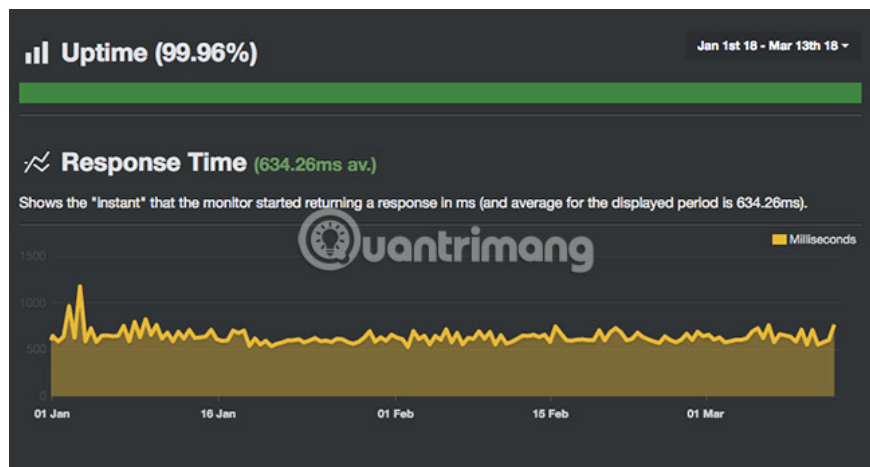 Uptime (99.96%)
Jan 1st 18 - Mar 13th 18
Response Time (634.26ms av.)
Shows the "instant" that the monitor started returning a response in ms (and average for the displayed period is 634.26ms).
Quantrimang
Milliseconds
1500
1000
500
0
01 Jan 16 Jan 01 Feb 15 Feb 01 Mar